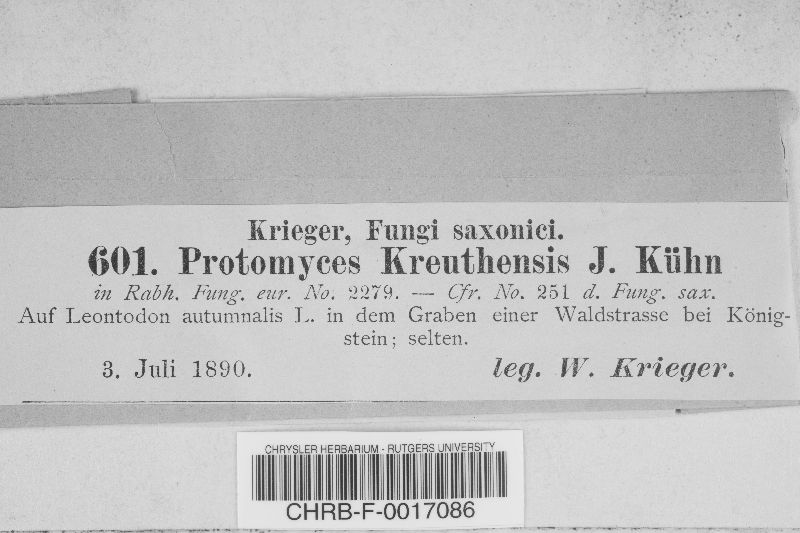 Krieger, Fungi saxonici.
601. Protomyces Kreuthensis J. Kühn
in Rabh. Fung. eur. No. 2279. — Cfr. No. 251 d. Fung. sax.
Auf Leontodon autumnalis L. in dem Graben einer Waldstrasse bei König-
stein; selten.
3. Juli 1890. leg. W. Krieger.
CHRYSLER HERBARIUM - RUTGERS UNIVERSITY
CHRB-F-0017086